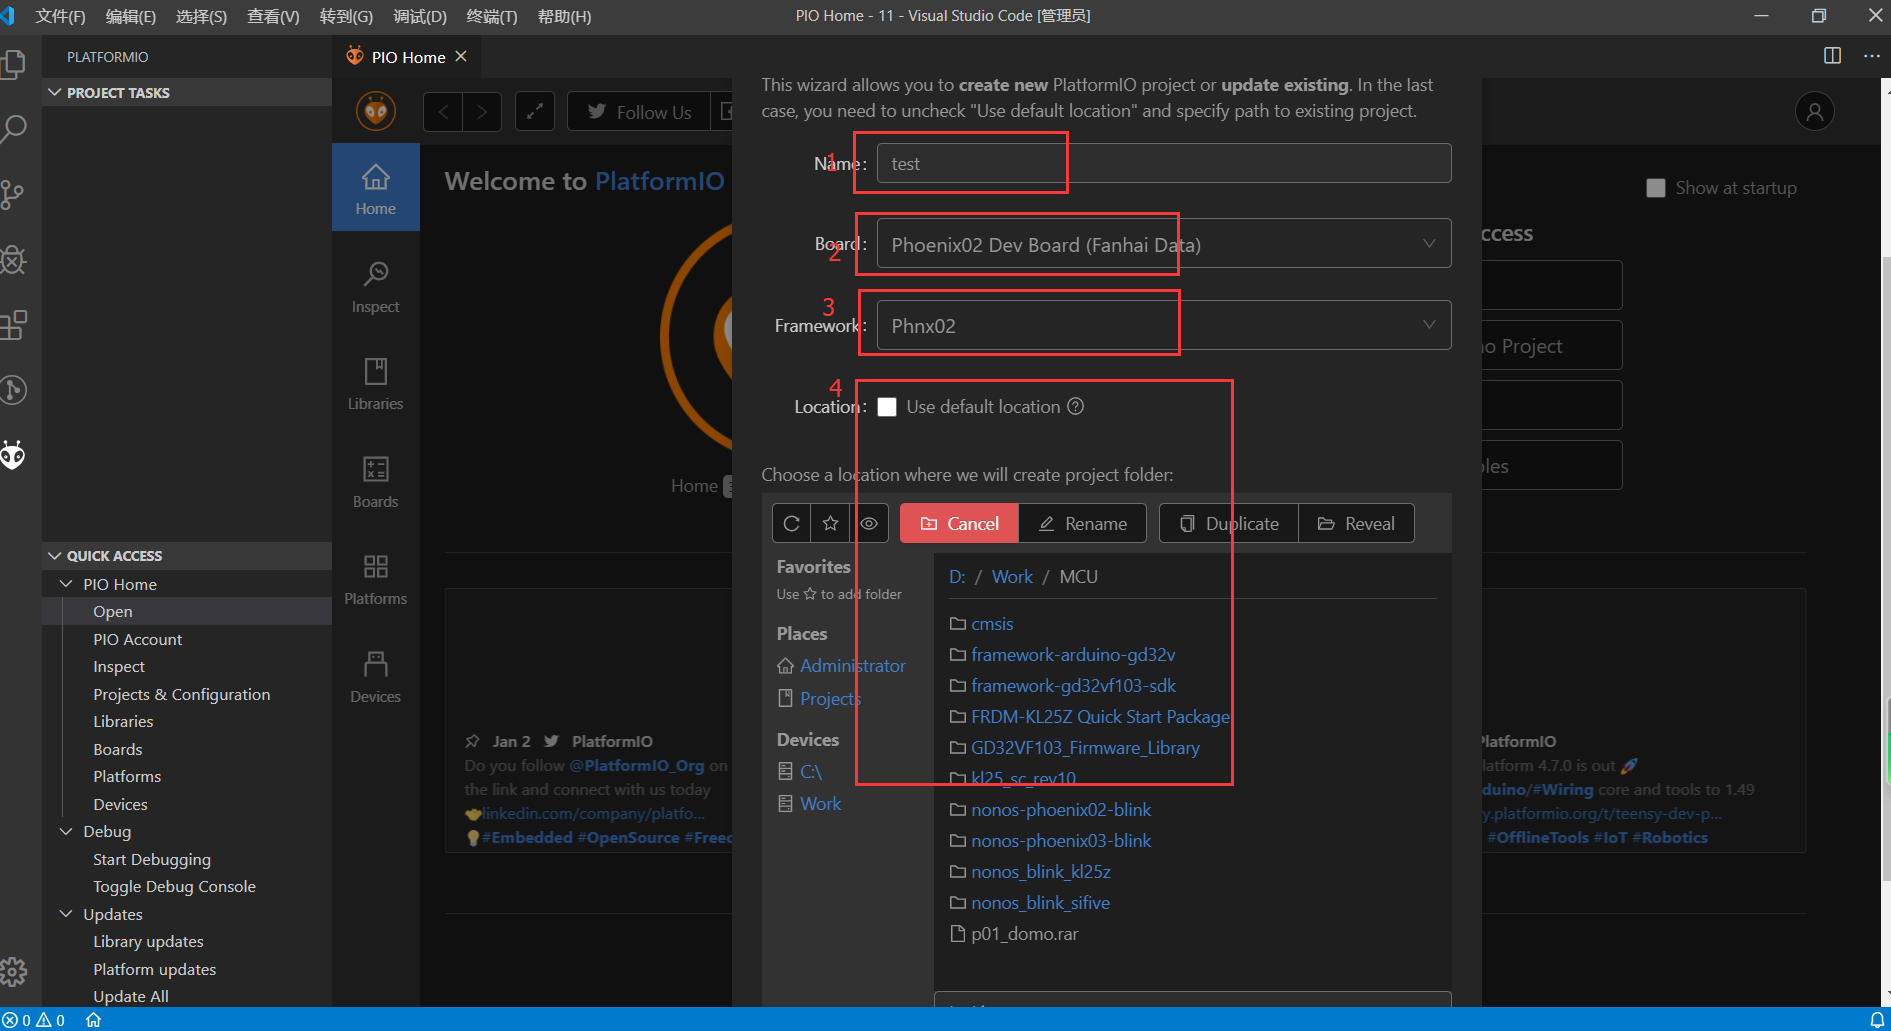 文件(F) 编辑(E) 选择(S) 查看(V) 转到(G) 调试(D) 终端(T) 帮助(H) PIO Home - 11 - Visual Studio Code [管理员]
PLATFORMIO
PIO Home
PROJECT TASKS
Follow Us
Home
Inspect
Libraries
Boards
Platforms
Devices
Welcome to PlatformIO
Home
Show at startup
This wizard allows you to create new PlatformIO project or update existing. In the last
case, you need to uncheck "Use default location" and specify path to existing project.
1
Name:
test
2
Board:
Phoenix02 Dev Board (Fanhai Data)
3
Framework:
Phnx02
4
Location:
Use default location
Choose a location where we will create project folder:
Cancel
Rename
Duplicate
Reveal
Favorites
Use ☆ to add folder
Places
Administrator
Projects
Devices
C:\
Work
D: / Work / MCU
cmsis
framework-arduino-gd32v
framework-gd32vf103-sdk
FRDM-KL25Z Quick Start Package
GD32VF103_Firmware_Library
kl25_sc_rev10
nonos-phoenix02-blink
nonos-phoenix03-blink
nonos_blink_kl25z
nonos_blink_sifive
p01_domo.rar
ccess
o Project
les
QUICK ACCESS
PIO Home
Open
PIO Account
Inspect
Projects & Configuration
Libraries
Boards
Platforms
Devices
Debug
Start Debugging
Toggle Debug Console
Updates
Library updates
Platform updates
Update All
Jan 2 PlatformIO
Do you follow @PlatformIO_Org on
the link and connect with us today
linkedin.com/company/platfo...
#Embedded #OpenSource #Freec
PlatformIO
latform 4.7.0 is out 🚀
duino/#Wiring core and tools to 1.49
y.platformio.org/t/teensy-dev-p...
#OfflineTools #IoT #Robotics
0 0